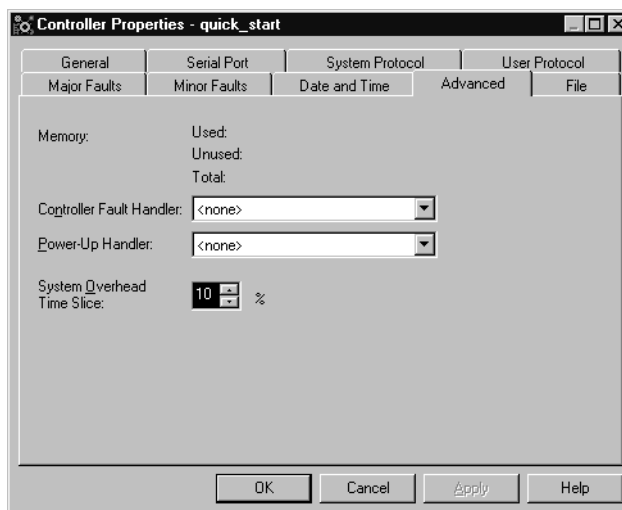 Controller Properties - quick_start
General Serial Port System Protocol User Protocol
Major Faults Minor Faults Date and Time Advanced File
Memory: Used:
Unused:
Total:
Controller Fault Handler: <none>
Power-Up Handler: <none>
System Overhead
Time Slice: 10 %
OK Cancel Apply Help